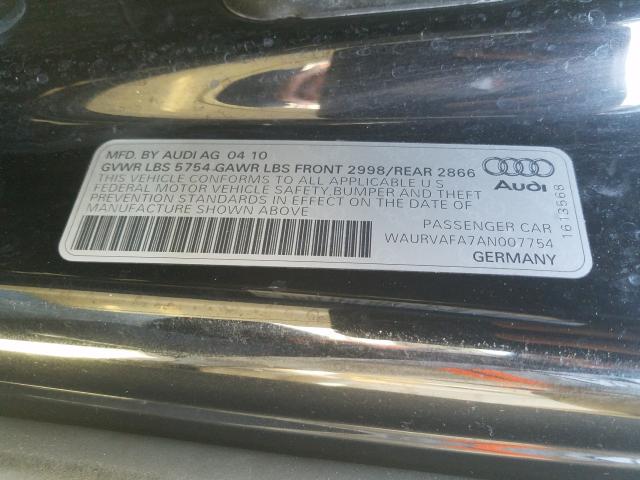 MFD. BY AUDI AG 04 10
GVWR LBS 5754 GAWR LBS FRONT 2998/REAR 2866
THIS VEHICLE CONFORMS TO ALL APPLICABLE U S
FEDERAL MOTOR VEHICLE SAFETY,BUMPER AND THEFT
PREVENTION STANDARDS IN EFFECT ON THE DATE OF
MANUFACTURE SHOWN ABOVE
PASSENGER CAR
WAURVAFA7AN007754
GERMANY
Audi
1613568